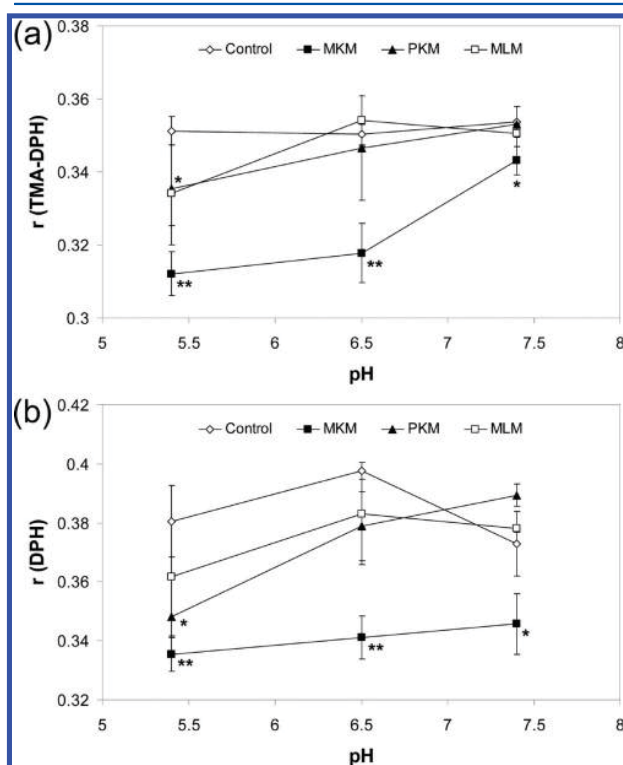 (a)
Control MKM PKM MLM
r (TMA-DPH)
0.38
0.36
0.34
0.32
0.3
*
**
**
*
5 5.5 6 6.5 7 7.5 8
pH
(b)
Control MKM PKM MLM
r (DPH)
0.42
0.4
0.38
0.36
0.34
0.32
*
**
**
*
5 5.5 6 6.5 7 7.5 8
pH